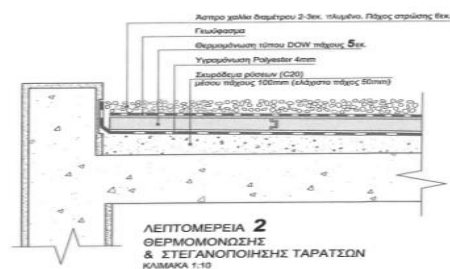 Άσπρο χαλίκι διαμέτρου 2-3εκ. πλυμένο. Πάχος στρώσης 6εκ.
Γεωύφασμα
Θερμομόνωση τύπου DOW πάχους 5εκ.
Υγρομόνωση Polyester 4mm
Σκυρόδεμα ρύσεων (C20)
μέσου πάχους 100mm (ελάχιστο πάχος 50mm)
ΛΕΠΤΟΜΕΡΕΙΑ 2
ΘΕΡΜΟΜΟΝΩΣΗΣ
& ΣΤΕΓΑΝΟΠΟΙΗΣΗΣ ΤΑΡΑΤΣΩΝ
ΚΛΙΜΑΚΑ 1:10